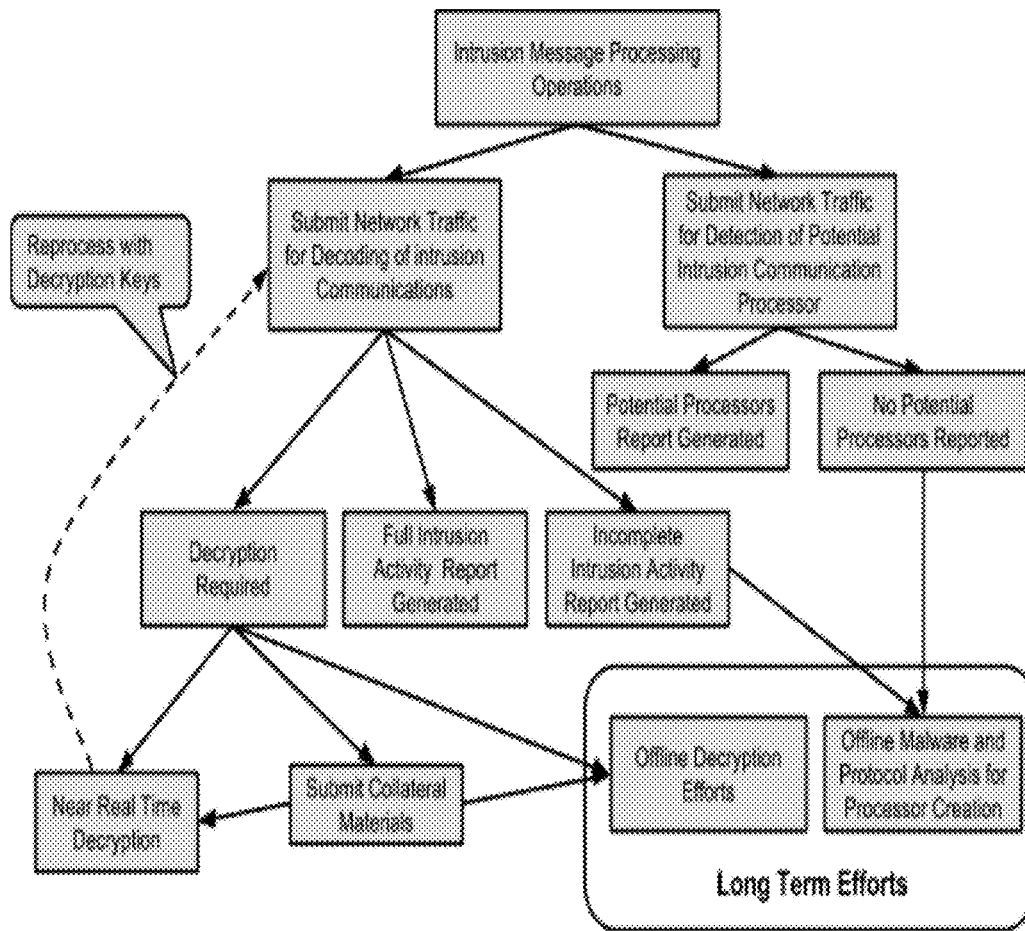 Intrusion Message Processing
Operations
Submit Network Traffic
for Decoding of intrusion
Communications
Submit Network Traffic
for Detection of Potential
Intrusion Communication
Processor
Reprocess with
Decryption Keys
Potential Processors
Report Generated
No Potential
Processors Reported
Decryption
Required
Full Intrusion
Activity Report
Generated
Incomplete
Intrusion Activity
Report Generated
Near Real Time
Decryption
Submit Collateral
Materials
Offline Decryption
Efforts
Offline Malware and
Protocol Analysis for
Processor Creation
Long Term Efforts